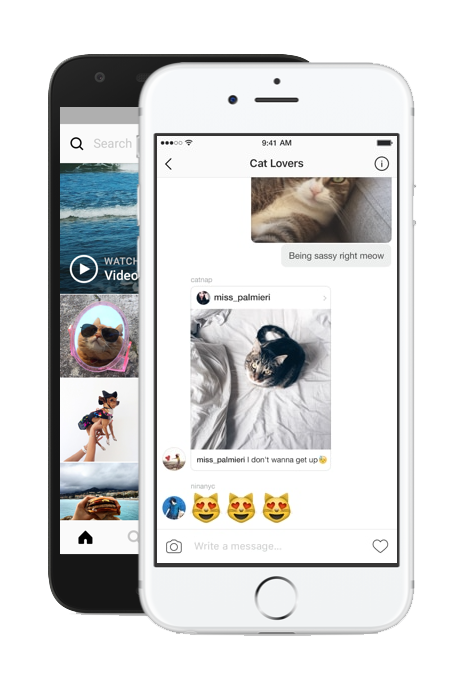 Search
WATCH
Video
9:41 AM
Cat Lovers
Being sassy right meow
catnap
miss_palmieri
miss_palmieri I don't wanna get up😴
ninanyc
😻😻😻
Write a message...